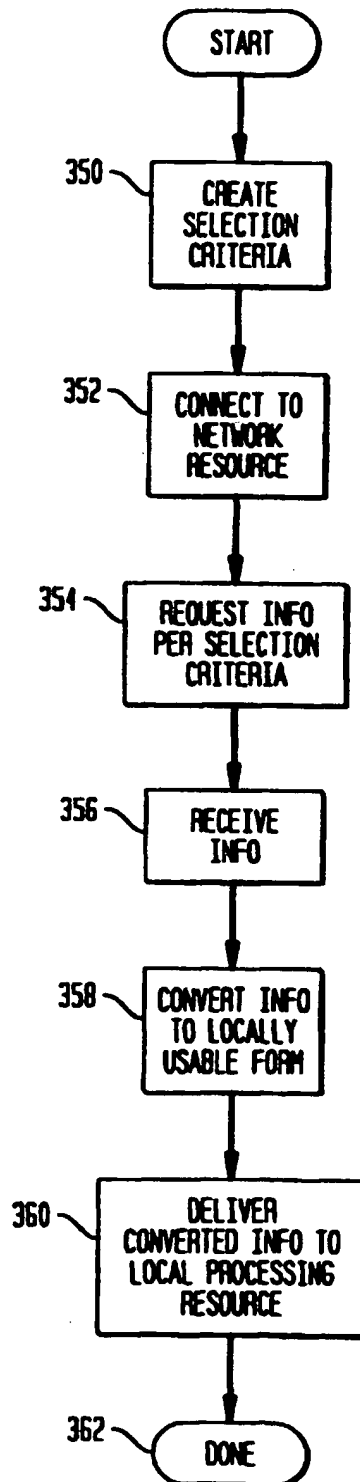 START
350
CREATE
SELECTION
CRITERIA
352
CONNECT TO
NETWORK
RESOURCE
354
REQUEST INFO
PER SELECTION
CRITERIA
356
RECEIVE
INFO
358
CONVERT INFO
TO LOCALLY
USABLE FORM
360
DELIVER
CONVERTED INFO TO
LOCAL PROCESSING
RESOURCE
362
DONE